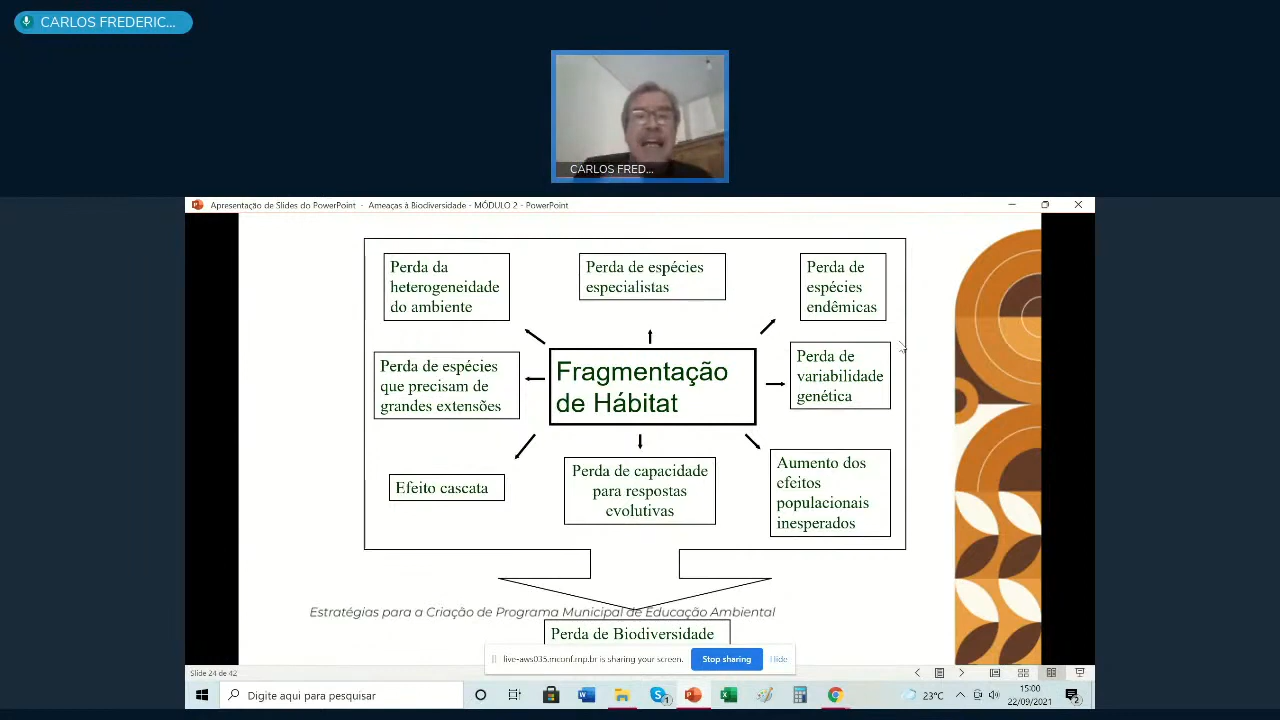 CARLOS FREDERIC...
CARLOS FRED...
Apresentação de Slides do PowerPoint - Ameaças à Biodiversidade - MÓDULO 2 - PowerPoint
Perda da
heterogeneidade
do ambiente
Perda de espécies
especialistas
Perda de
espécies
endêmicas
Perda de espécies
que precisam de
grandes extensões
Fragmentação
de Hábitat
Perda de
variabilidade
genética
Efeito cascata
Perda de capacidade
para respostas
evolutivas
Aumento dos
efeitos
populacionais
inesperados
Estratégias para a Criação de Programa Municipal de Educação Ambiental
Perda de Biodiversidade
live-aws035.mconf.rnp.br is sharing your screen.
Stop sharing
Hide
Slide 24 de 42
Digite aqui para pesquisar
1
23°C
15:00
22/09/2021
2